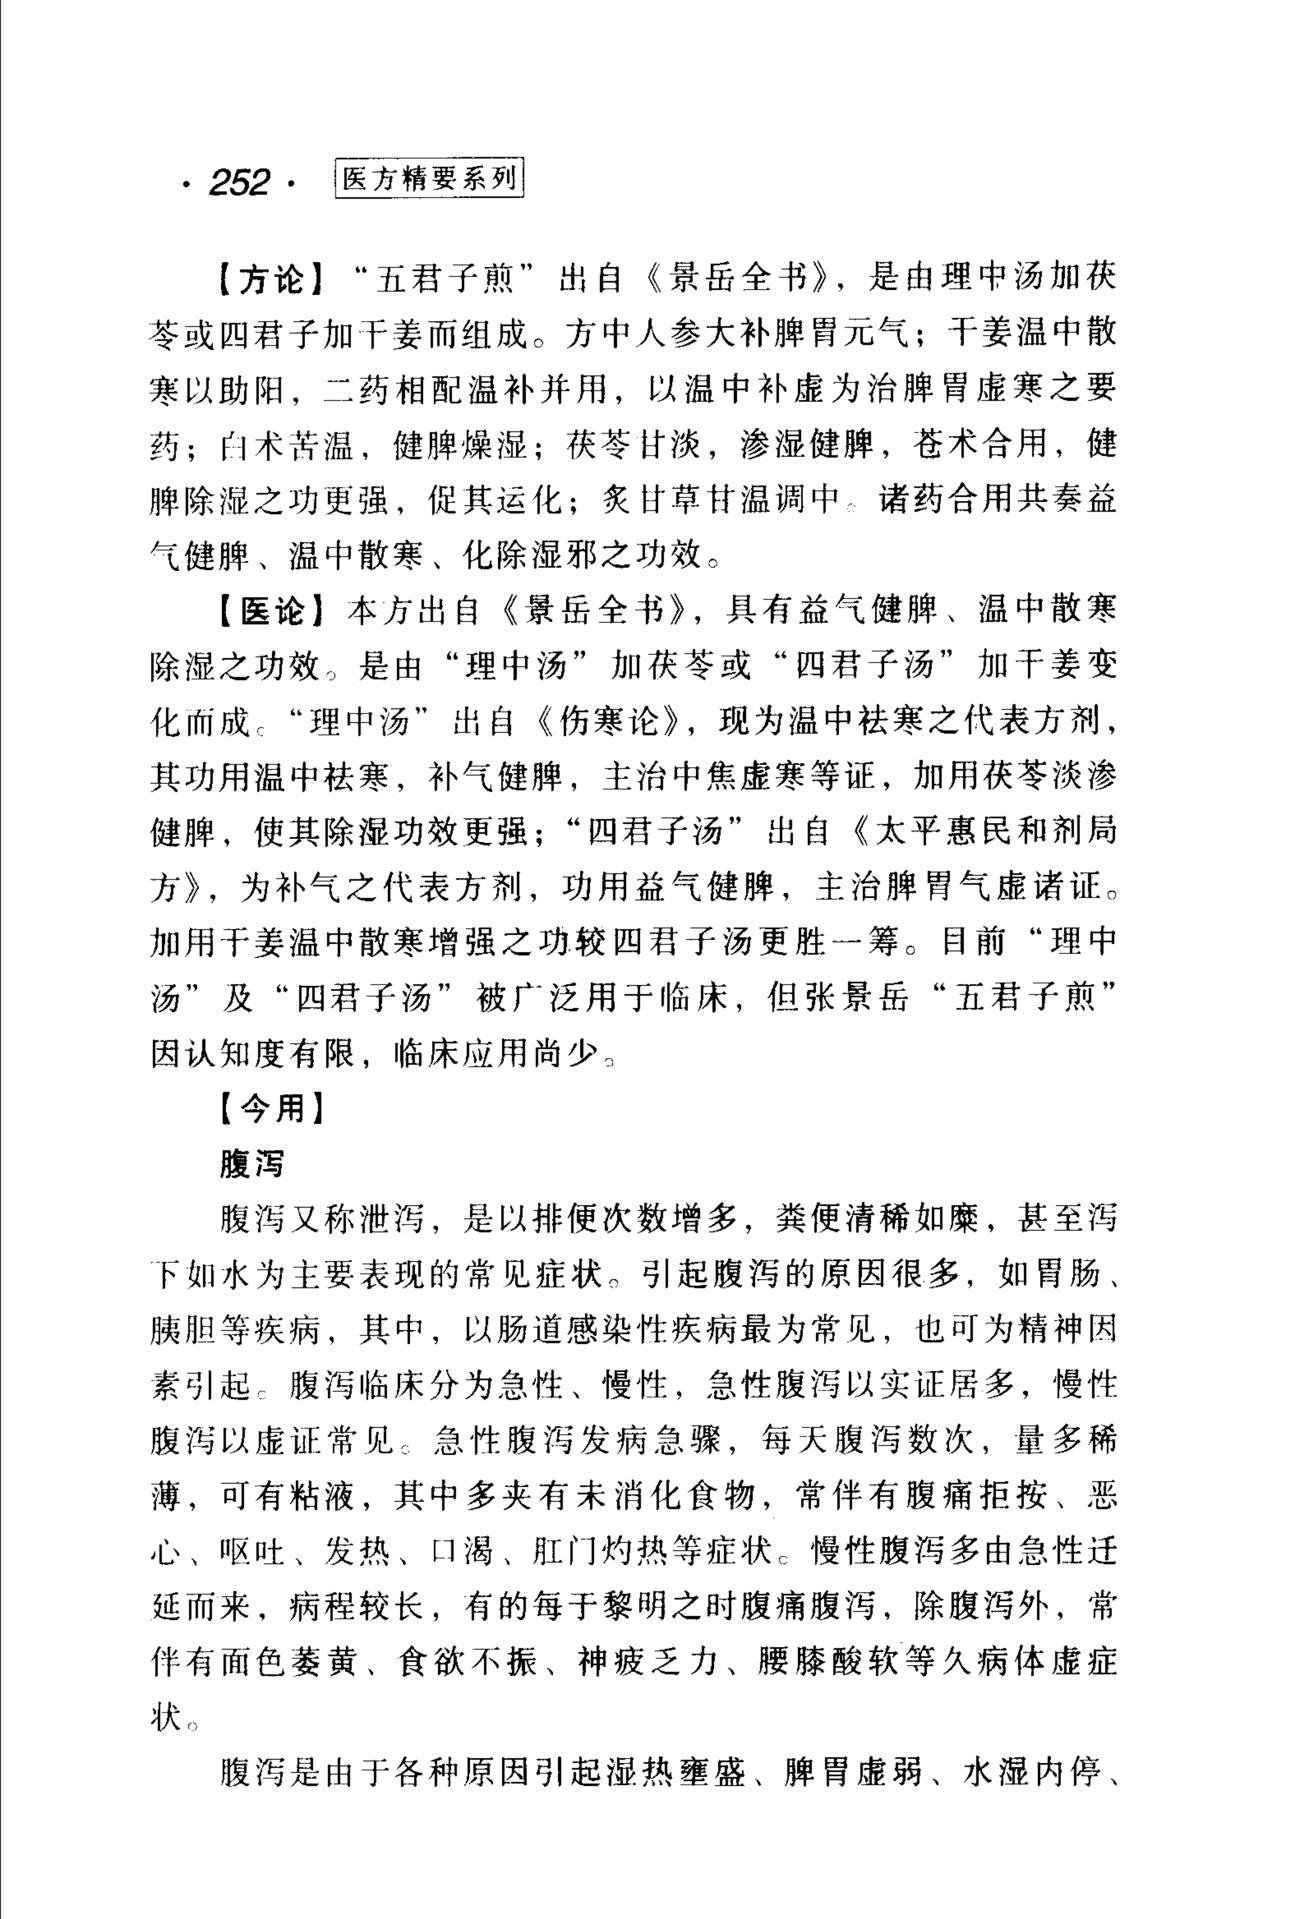 ·252· 医方精要系列
【方论】“五君子煎”出自《景岳全书》，是由理中汤加茯
苓或四君子加干姜而组成。方中人参大补脾胃元气；干姜温中散
寒以助阳，二药相配温补并用，以温中补虚为治脾胃虚寒之要
药；白术苦温，健脾燥湿；茯苓甘淡，渗湿健脾，苍术合用，健
脾除湿之功更强，促其运化；炙甘草甘温调中。诸药合用共奏益
气健脾、温中散寒、化除湿邪之功效。
【医论】本方出自《景岳全书》，具有益气健脾、温中散寒
除湿之功效。是由“理中汤”加茯苓或“四君子汤”加干姜变
化而成。“理中汤”出自《伤寒论》，现为温中祛寒之代表方剂，
其功用温中祛寒，补气健脾，主治中焦虚寒等证，加用茯苓淡渗
健脾，使其除湿功效更强；“四君子汤”出自《太平惠民和剂局
方》，为补气之代表方剂，功用益气健脾，主治脾胃气虚诸证。
加用干姜温中散寒增强之功较四君子汤更胜一筹。目前“理中
汤”及“四君子汤”被广泛用于临床，但张景岳“五君子煎”
因认知度有限，临床应用尚少。
【今用】
腹泻
腹泻又称泄泻，是以排便次数增多，粪便清稀如糜，甚至泻
下如水为主要表现的常见症状。引起腹泻的原因很多，如胃肠、
胰胆等疾病，其中，以肠道感染性疾病最为常见，也可为精神因
素引起。腹泻临床分为急性、慢性，急性腹泻以实证居多，慢性
腹泻以虚证常见。急性腹泻发病急骤，每天腹泻数次，量多稀
薄，可有粘液，其中多夹有未消化食物，常伴有腹痛拒按、恶
心、呕吐、发热、口渴、肛门灼热等症状。慢性腹泻多由急性迁
延而来，病程较长，有的每于黎明之时腹痛腹泻，除腹泻外，常
伴有面色萎黄、食欲不振、神疲乏力、腰膝酸软等久病体虚症
状。
腹泻是由于各种原因引起湿热壅盛、脾胃虚弱、水湿内停、